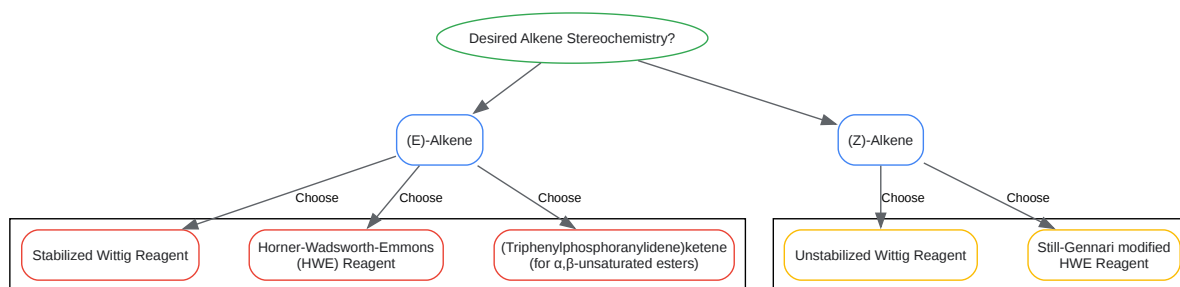 Desired Alkene Stereochemistry?
(E)-Alkene
(Z)-Alkene
Choose
Choose
Choose
Choose
Choose
Stabilized Wittig Reagent
Horner-Wadsworth-Emmons
(HWE) Reagent
(Triphenylphosphoranylidene)ketene
(for α,β-unsaturated esters)
Unstabilized Wittig Reagent
Still-Gennari modified
HWE Reagent